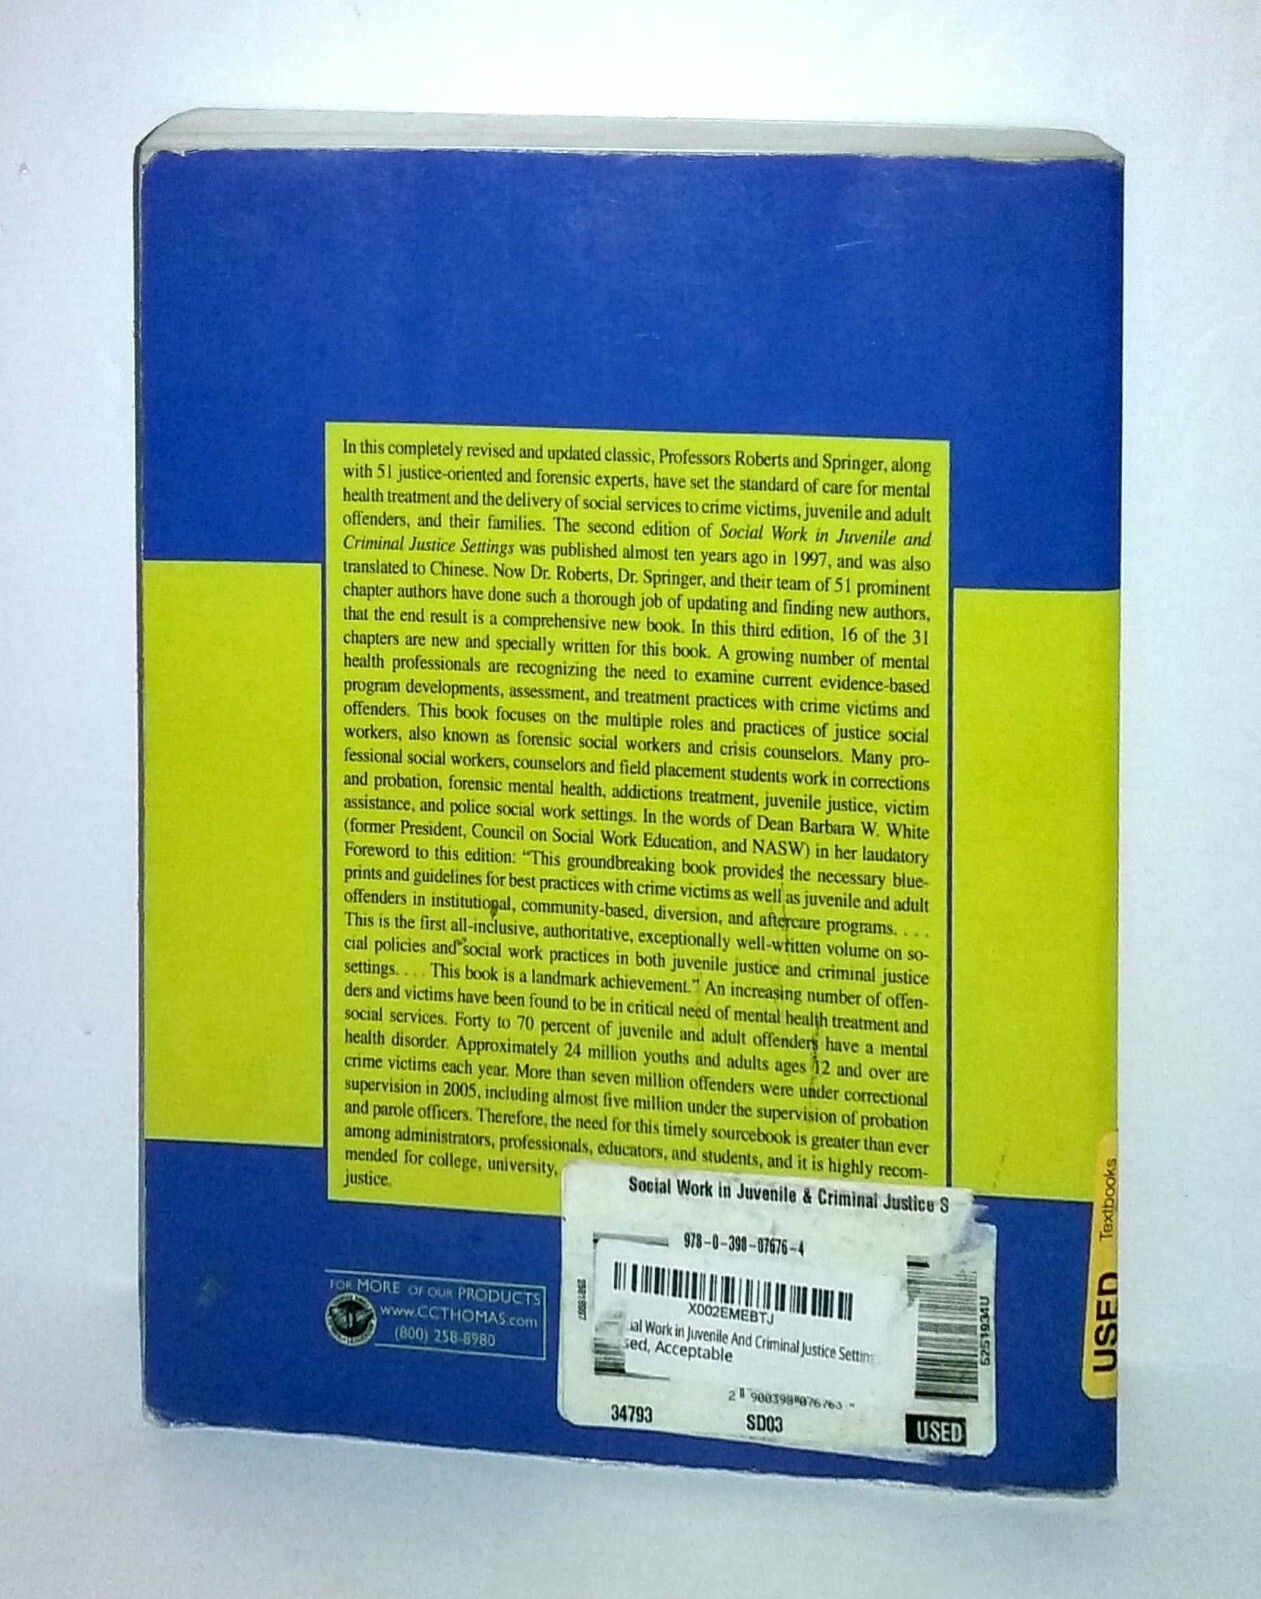 In this completely revised and updated classic, Professors Roberts and Springer, along
with 51 justice-oriented and forensic experts, have set the standard of care for mental
health treatment and the delivery of social services to crime victims, juvenile and adult
offenders, and their families. The second edition of Social Work in Juvenile and
Criminal Justice Settings was published almost ten years ago in 1997, and was also
translated to Chinese. Now Dr. Roberts, Dr. Springer, and their team of 51 prominent
chapter authors have done such a thorough job of updating and finding new authors,
that the end result is a comprehensive new book. In this third edition, 16 of the 31
chapters are new and specially written for this book. A growing number of mental
health professionals are recognizing the need to examine current evidence-based
program developments, assessment, and treatment practices with crime victims and
offenders. This book focuses on the multiple roles and practices of justice social
workers, also known as forensic social workers and crisis counselors. Many pro-
fessional social workers, counselors and field placement students work in corrections
and probation, forensic mental health, addictions treatment, juvenile justice, victim
assistance, and police social work settings. In the words of Dean Barbara W. White
(former President, Council on Social Work Education, and NASW) in her laudatory
Foreword to this edition: “This groundbreaking book provides the necessary blue-
prints and guidelines for best practices with crime victims as well as juvenile and adult
offenders in institutional, community-based, diversion, and aftercare programs. . . .
This is the first all-inclusive, authoritative, exceptionally well-written volume on so-
cial policies and social work practices in both juvenile justice and criminal justice
settings. . . . This book is a landmark achievement.” An increasing number of offen-
ders and victims have been found to be in critical need of mental health treatment and
social services. Forty to 70 percent of juvenile and adult offenders have a mental
health disorder. Approximately 24 million youths and adults ages 12 and over are
crime victims each year. More than seven million offenders were under correctional
supervision in 2005, including almost five million under the supervision of probation
and parole officers. Therefore, the need for this timely sourcebook is greater than ever
among administrators, professionals, educators, and students, and it is highly recom-
mended for college, university,
justice.
FOR MORE OF OUR PRODUCTS
www.CCTHOMAS.com
(800) 258-8980
Social Work in Juvenile & Criminal Justice S
978-0-398-07676-4
X002EMEBTJ
ial Work in Juvenile And Criminal Justice Settin
sed, Acceptable
2 900398 076763
34793
SD03
USED
5251934U
USED Textbooks